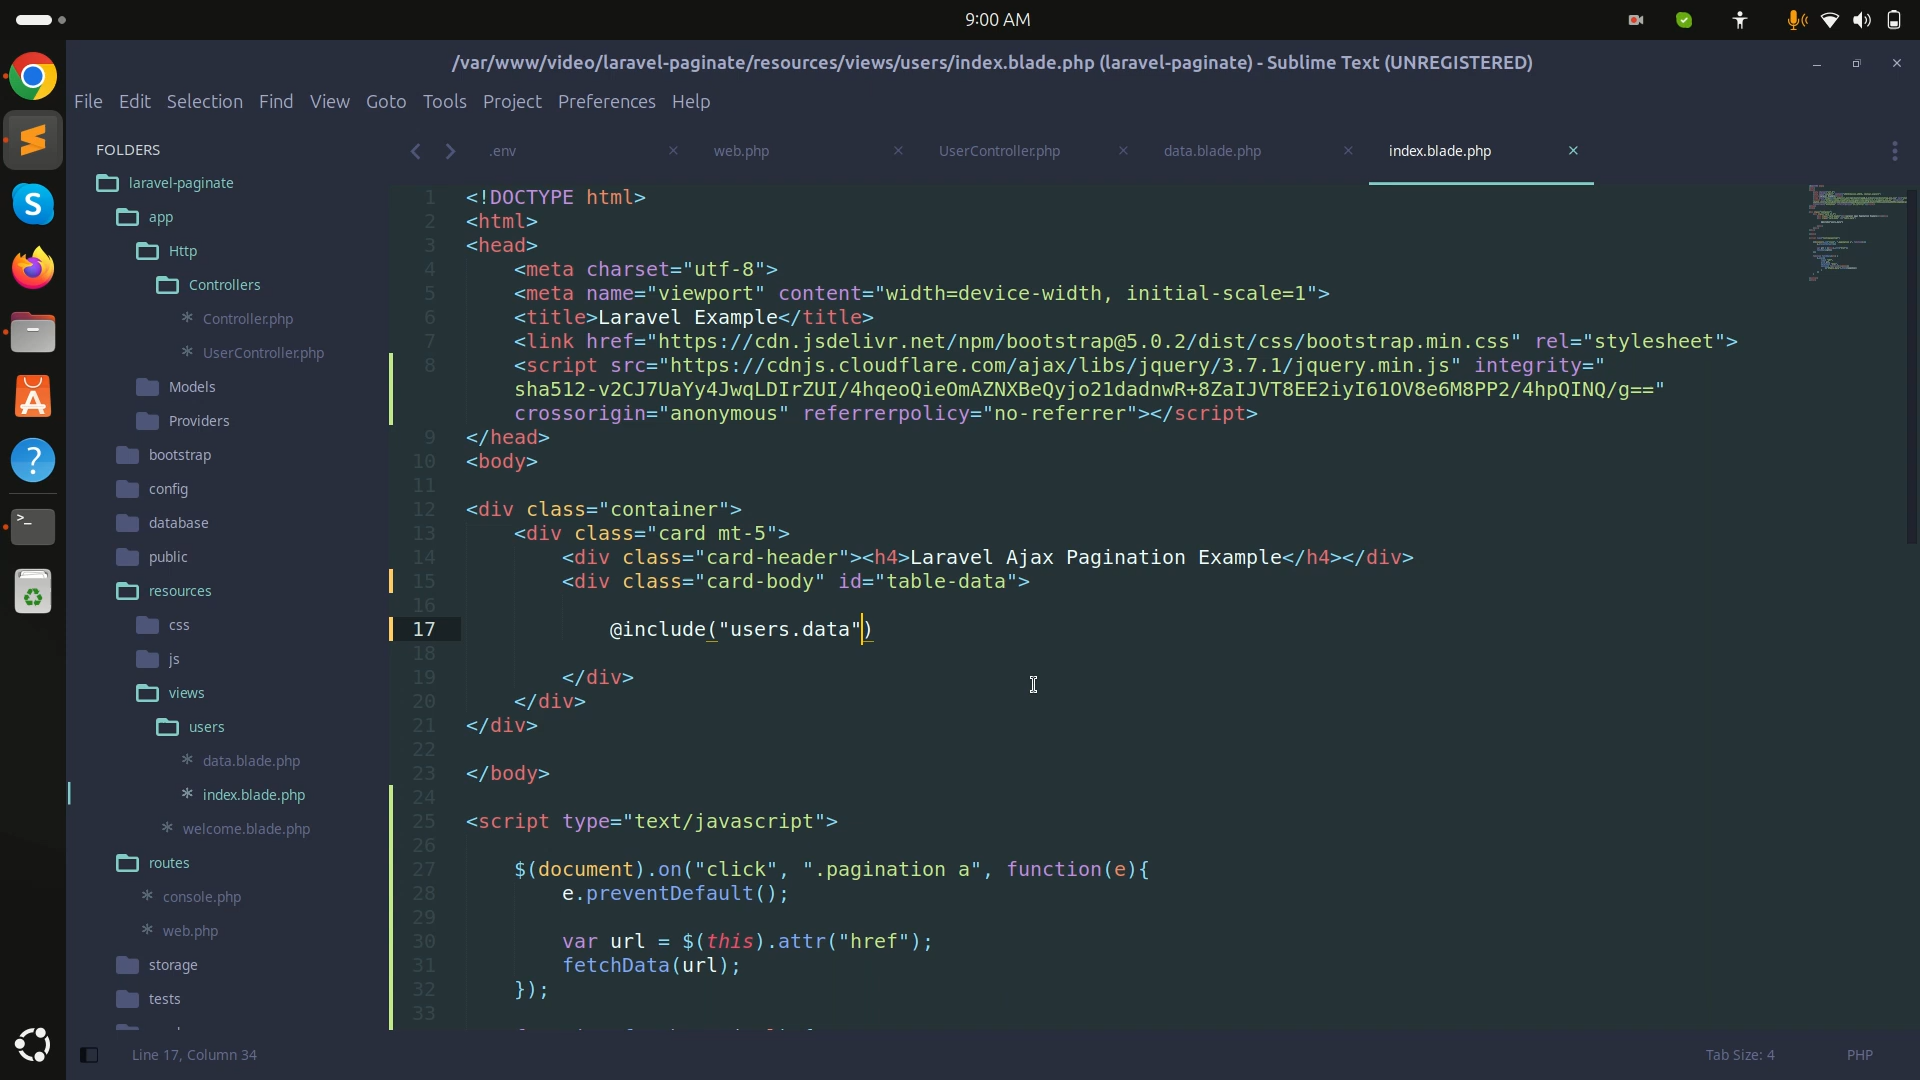 9:00 AM
/var/www/video/laravel-paginate/resources/views/users/index.blade.php (laravel-paginate) - Sublime Text (UNREGISTERED)
File Edit Selection Find View Goto Tools Project Preferences Help
FOLDERS
laravel-paginate
app
Http
Controllers
Controller.php
UserController.php
Models
Providers
bootstrap
config
database
public
resources
css
js
views
users
data.blade.php
index.blade.php
welcome.blade.php
routes
console.php
web.php
storage
tests
.env web.php UserController.php data.blade.php index.blade.php
1 <!DOCTYPE html>
2 <html>
3 <head>
4 <meta charset="utf-8">
5 <meta name="viewport" content="width=device-width, initial-scale=1">
6 <title>Laravel Example</title>
7 <link href="https://cdn.jsdelivr.net/npm/bootstrap@5.0.2/dist/css/bootstrap.min.css" rel="stylesheet">
8 <script src="https://cdnjs.cloudflare.com/ajax/libs/jquery/3.7.1/jquery.min.js" integrity="
sha512-v2CJ7UaYy4JwqLDIrZUI/4hqeoQieOmAZNXBeQyjo21dadnwR+8ZaIJVT8EE2iyI61OV8e6M8PP2/4hpQINQ/g=="
crossorigin="anonymous" referrerpolicy="no-referrer"></script>
9 </head>
10 <body>
11
12 <div class="container">
13 <div class="card mt-5">
14 <div class="card-header"><h4>Laravel Ajax Pagination Example</h4></div>
15 <div class="card-body" id="table-data">
16
17 @include("users.data")
18
19 </div>
20 </div>
21 </div>
22
23 </body>
24
25 <script type="text/javascript">
26
27 $(document).on("click", ".pagination a", function(e){
28 e.preventDefault();
29
30 var url = $(this).attr("href");
31 fetchData(url);
32 });
33
Line 17, Column 34 Tab Size: 4 PHP